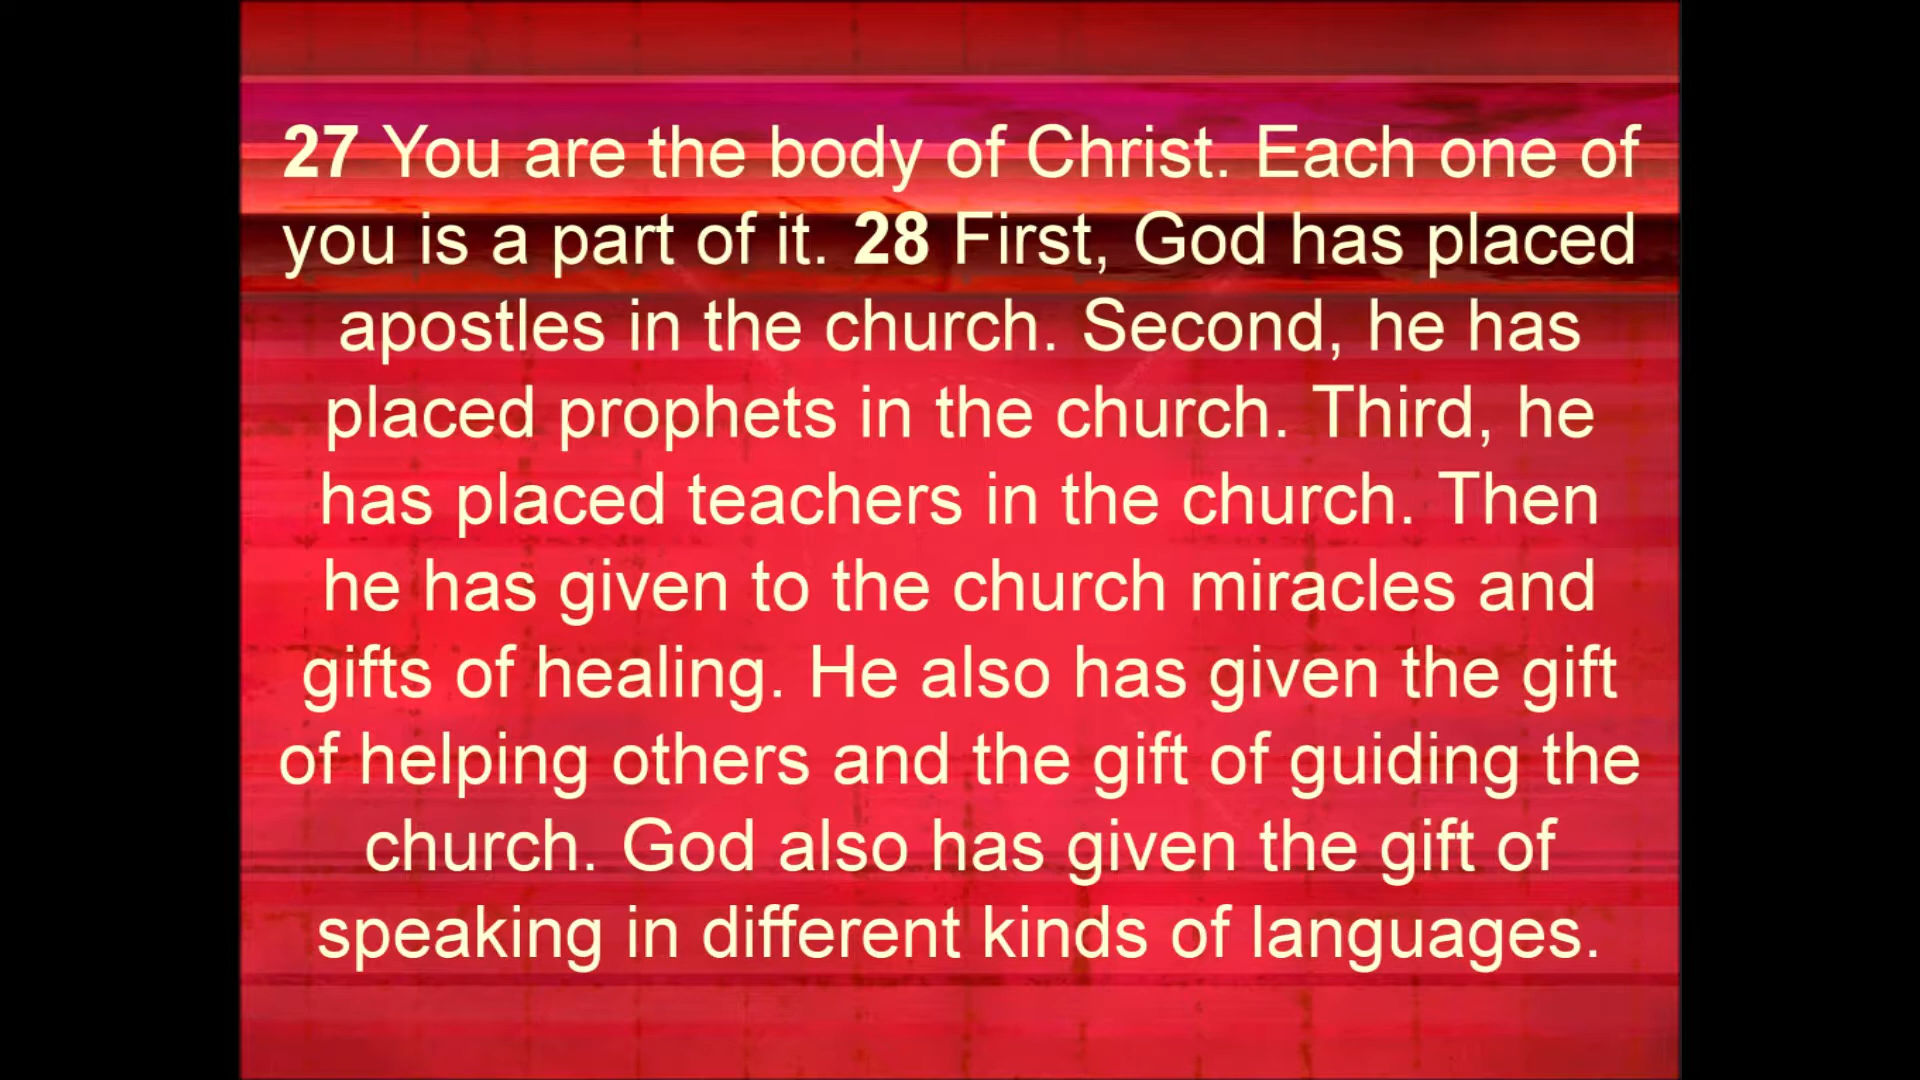 27 You are the body of Christ. Each one of
you is a part of it. 28 First, God has placed
apostles in the church. Second, he has
placed prophets in the church. Third, he
has placed teachers in the church. Then
he has given to the church miracles and
gifts of healing. He also has given the gift
of helping others and the gift of guiding the
church. God also has given the gift of
speaking in different kinds of languages.